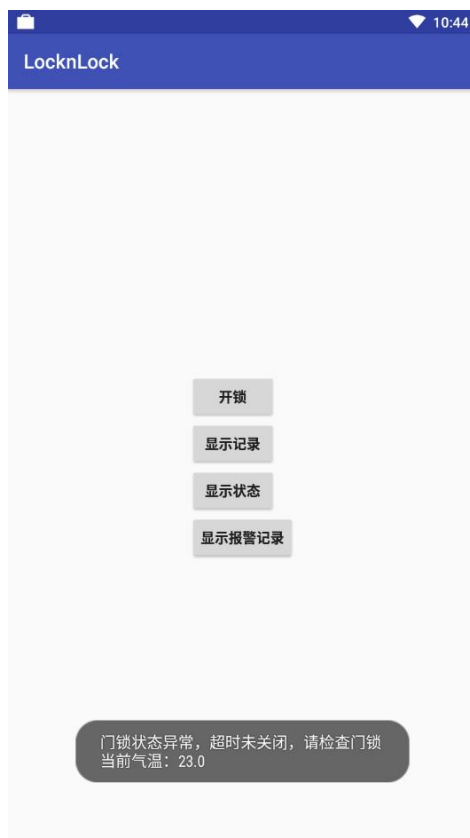 10:44
LocknLock
开锁
显示记录
显示状态
显示报警记录
门锁状态异常，超时未关闭，请检查门锁
当前气温：23.0